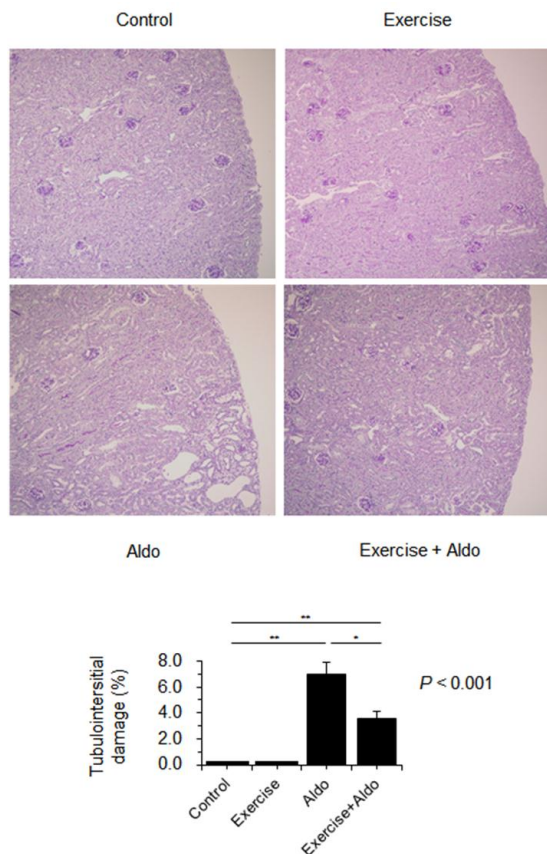 Control
Exercise
Aldo
Exercise + Aldo
**
**
*
Tubulointersitial
damage (%)
8.0
6.0
4.0
2.0
0.0
P < 0.001
Control
Exercise
Aldo
Exercise+Aldo